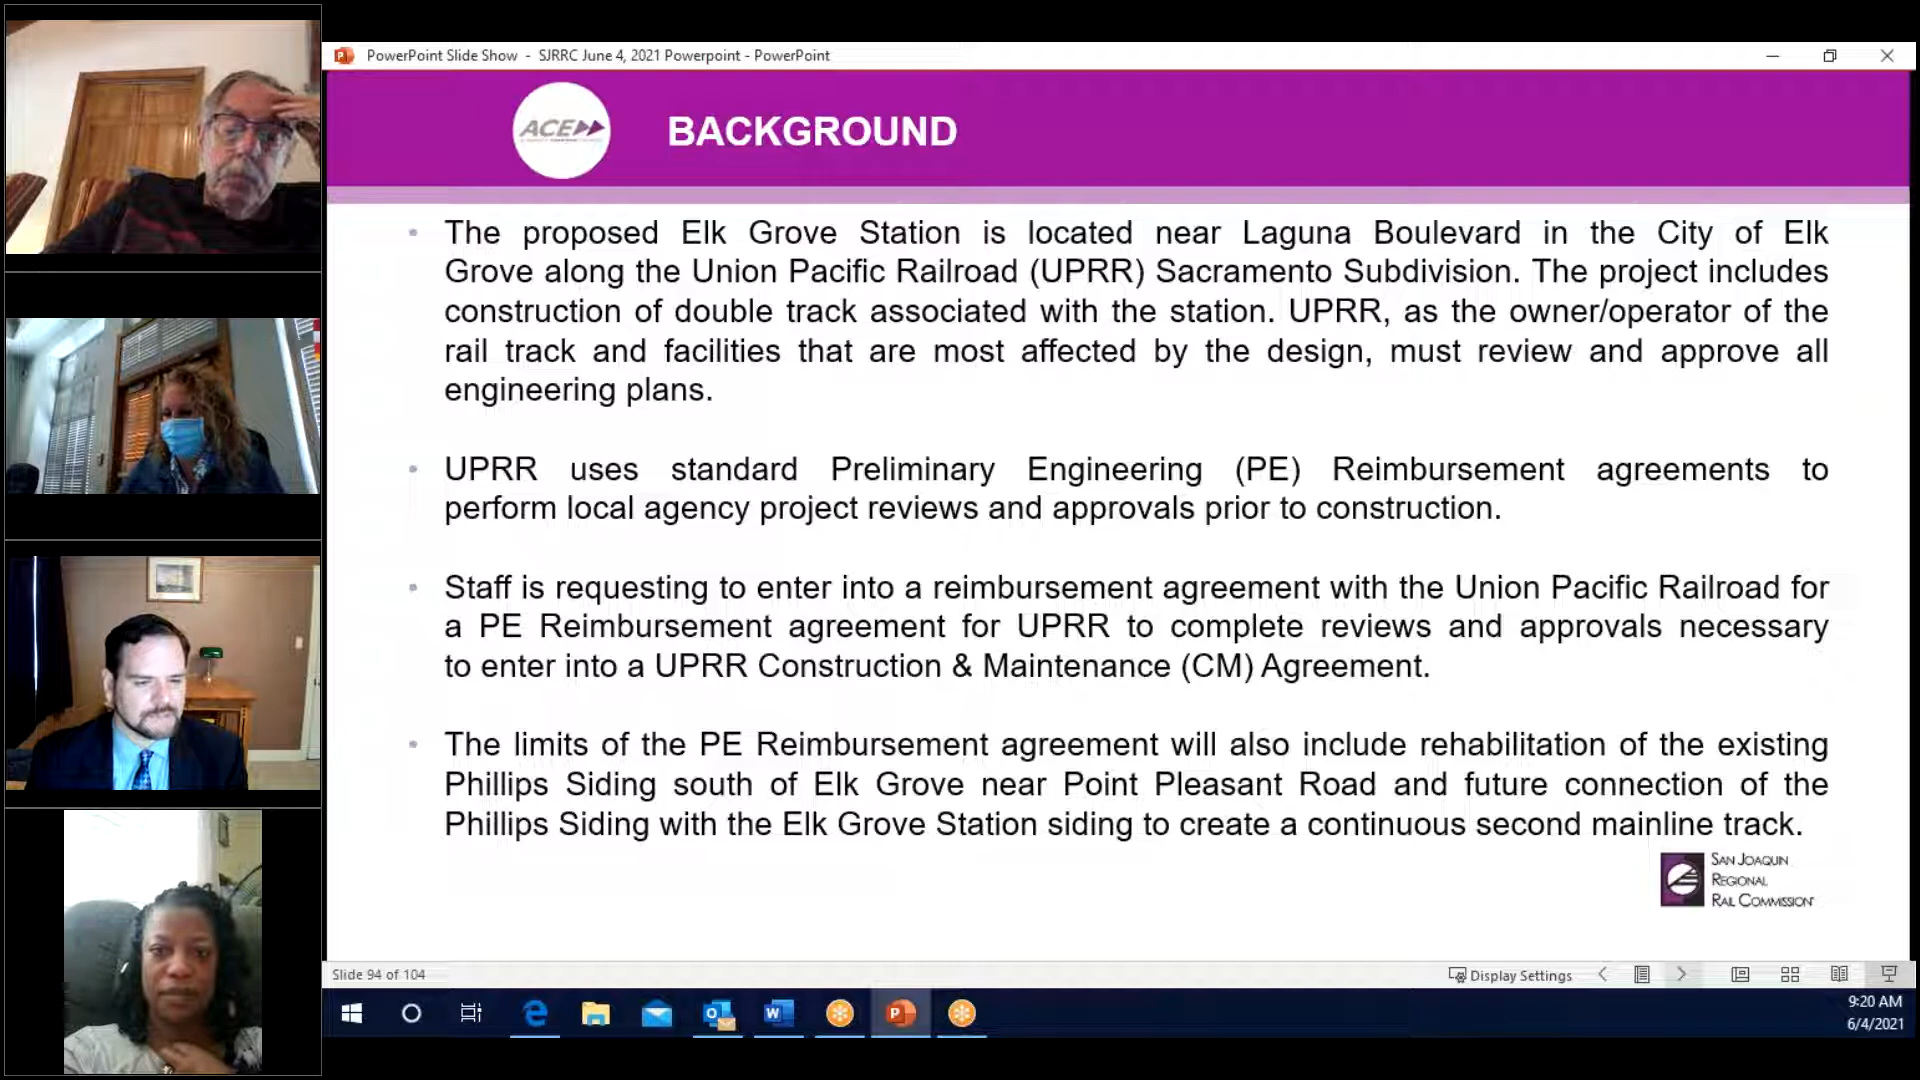 PowerPoint Slide Show - SJRRC June 4, 2021 Powerpoint - PowerPoint
ACE
BACKGROUND
• The proposed Elk Grove Station is located near Laguna Boulevard in the City of Elk
Grove along the Union Pacific Railroad (UPRR) Sacramento Subdivision. The project includes
construction of double track associated with the station. UPRR, as the owner/operator of the
rail track and facilities that are most affected by the design, must review and approve all
engineering plans.
• UPRR uses standard Preliminary Engineering (PE) Reimbursement agreements to
perform local agency project reviews and approvals prior to construction.
• Staff is requesting to enter into a reimbursement agreement with the Union Pacific Railroad for
a PE Reimbursement agreement for UPRR to complete reviews and approvals necessary
to enter into a UPRR Construction & Maintenance (CM) Agreement.
• The limits of the PE Reimbursement agreement will also include rehabilitation of the existing
Phillips Siding south of Elk Grove near Point Pleasant Road and future connection of the
Phillips Siding with the Elk Grove Station siding to create a continuous second mainline track.
SAN JOAQUIN
REGIONAL
RAIL COMMISSION
Slide 94 of 104
Display Settings
9:20 AM
6/4/2021